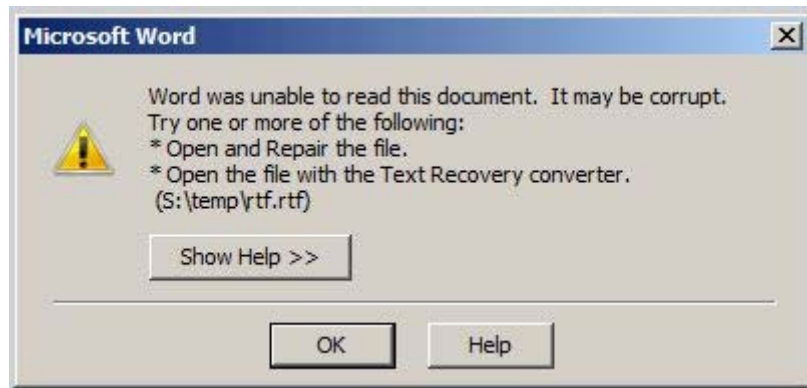 Microsoft Word
Word was unable to read this document.  It may be corrupt.
Try one or more of the following:
* Open and Repair the file.
* Open the file with the Text Recovery converter.
(S:\temp\rtf.rtf)
Show Help >>
OK
Help